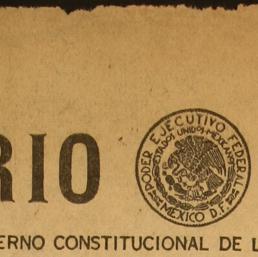 RIO
PODER EJECUTIVO FEDERAL
ESTADOS UNIDOS MEXICANOS
MEXICO D.F.
ERNO CONSTITUCIONAL DE L